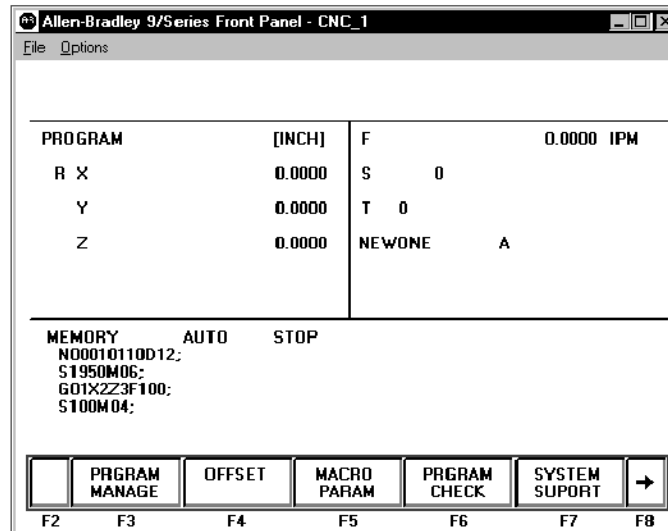 Allen-Bradley 9/Series Front Panel - CNC_1
File Options
PROGRAM [INCH] F 0.0000 IPM
R X 0.0000 S 0
Y 0.0000 T 0
Z 0.0000 NEWONE A
MEMORY AUTO STOP
N00010110D12;
S1950M06;
G01X2Z3F100;
S100M04;
PRGRAM MANAGE OFFSET MACRO PARAM PRGRAM CHECK SYSTEM SUPORT
F2 F3 F4 F5 F6 F7 F8